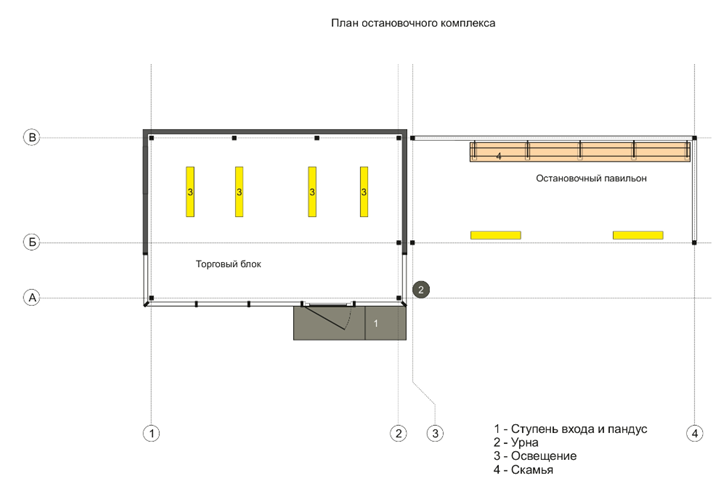 План остановочного комплекса
В
4
3
3
3
3
Остановочный павильон
Б
Торговый блок
2
А
1
1
2
3
4
1 - Ступень входа и пандус
2 - Урна
3 - Освещение
4 - Скамья